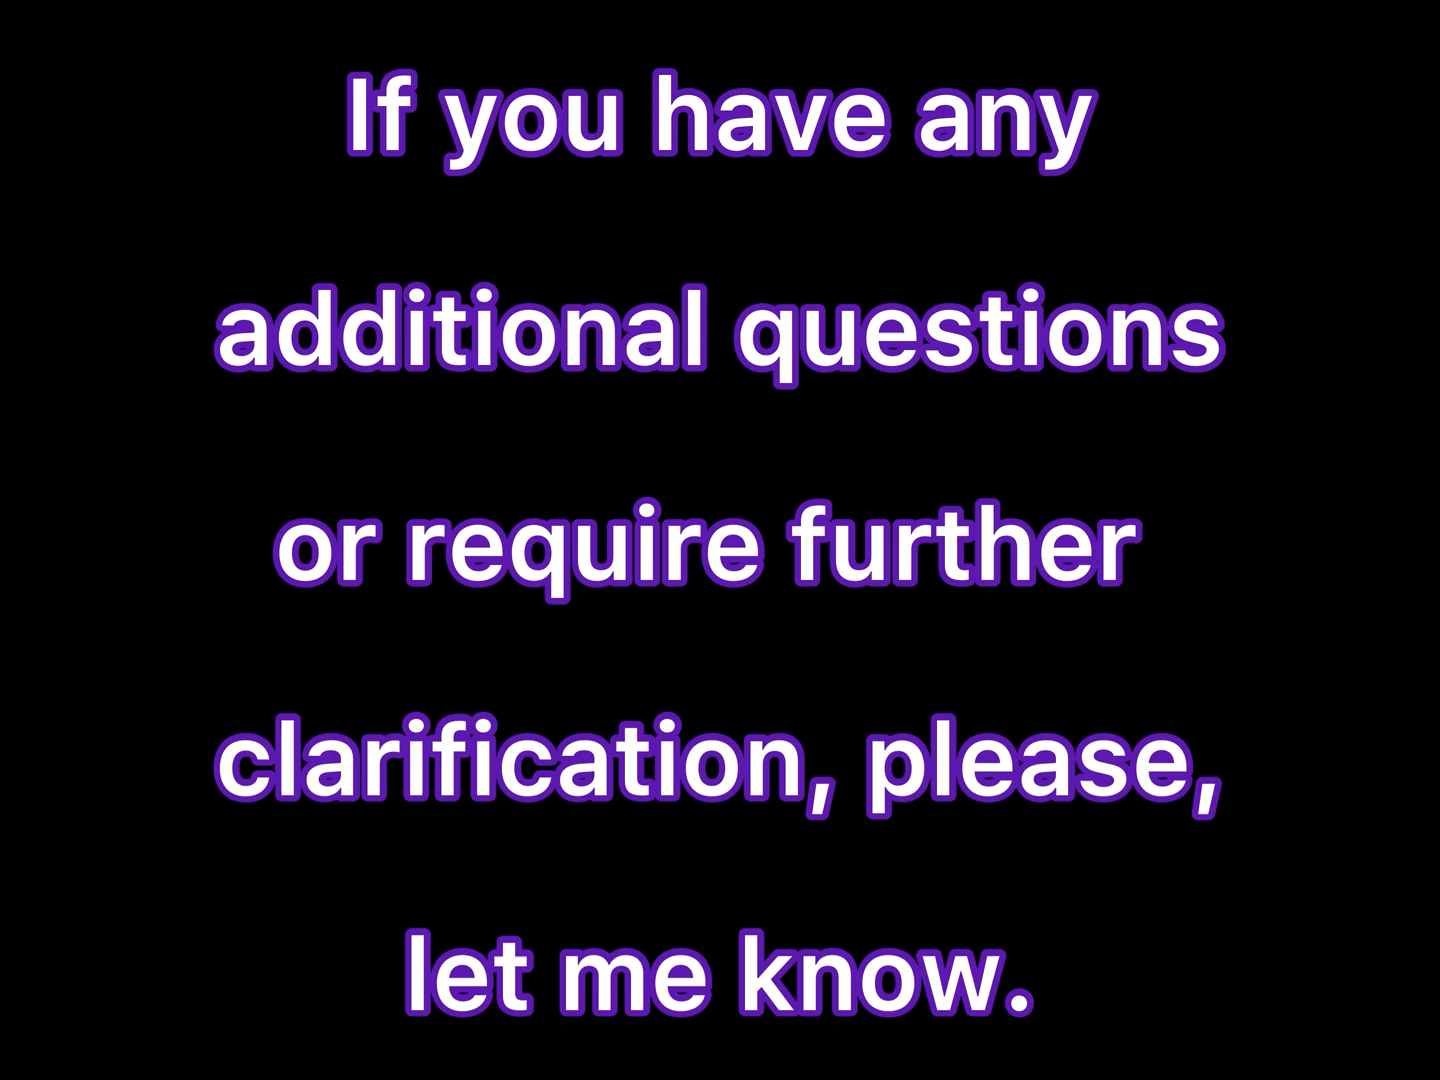 If you have any
additional questions
or require further
clarification, please,
let me know.